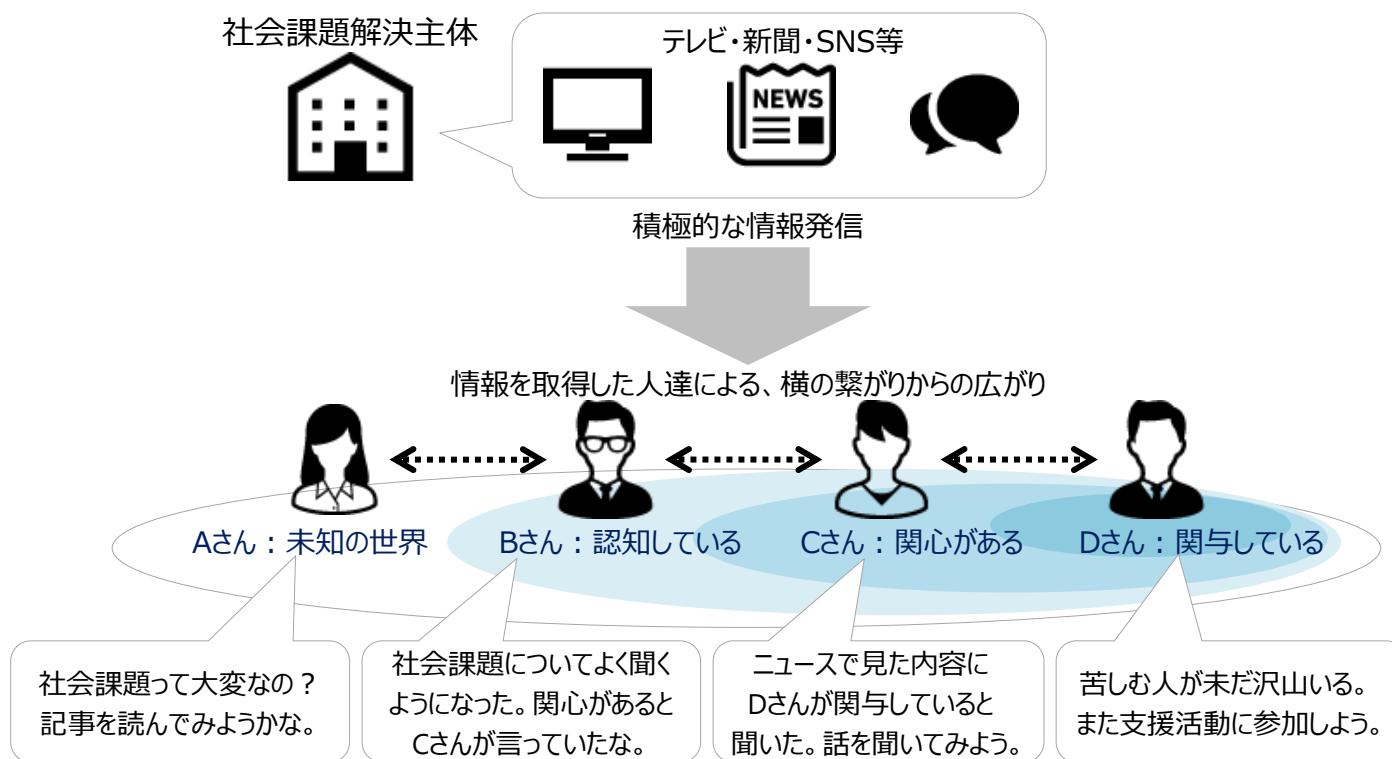 社会課題解決主体
テレビ・新聞・SNS等
NEWS
積極的な情報発信
情報を取得した人達による、横の繋がりからの広がり
Aさん：未知の世界
Bさん：認知している
Cさん：関心がある
Dさん：関与している
社会課題って大変なの？
記事を読んでみようかな。
社会課題についてよく聞く
ようになった。関心があると
Cさんが言っていたな。
ニュースで見た内容に
Dさんが関与していると
聞いた。話を聞いてみよう。
苦しむ人が未だ沢山いる。
また支援活動に参加しよう。